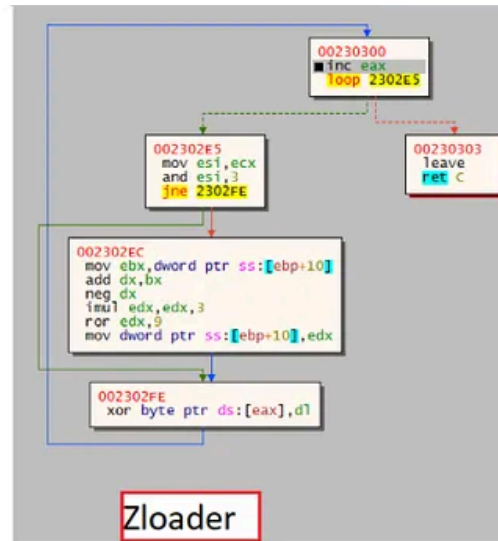 00230300
inc eax
loop 2302E5
002302E5
mov esi,ecx
and esi,3
jne 2302FE
00230303
leave
ret C
002302EC
mov ebx,dword ptr ss:[ebp+10]
add dx,bx
neg dx
imul edx,edx,3
ror edx,9
mov dword ptr ss:[ebp+10],edx
002302FE
xor byte ptr ds:[eax],dl
Zloader